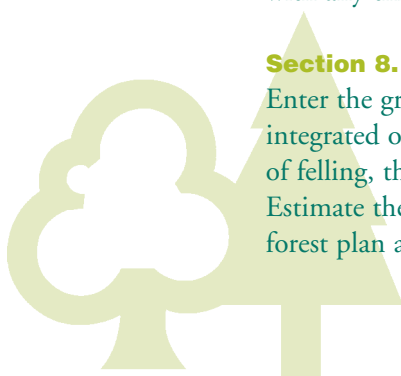 Section 8.
Enter the gr
integrated o
of felling, th
Estimate the
forest plan a